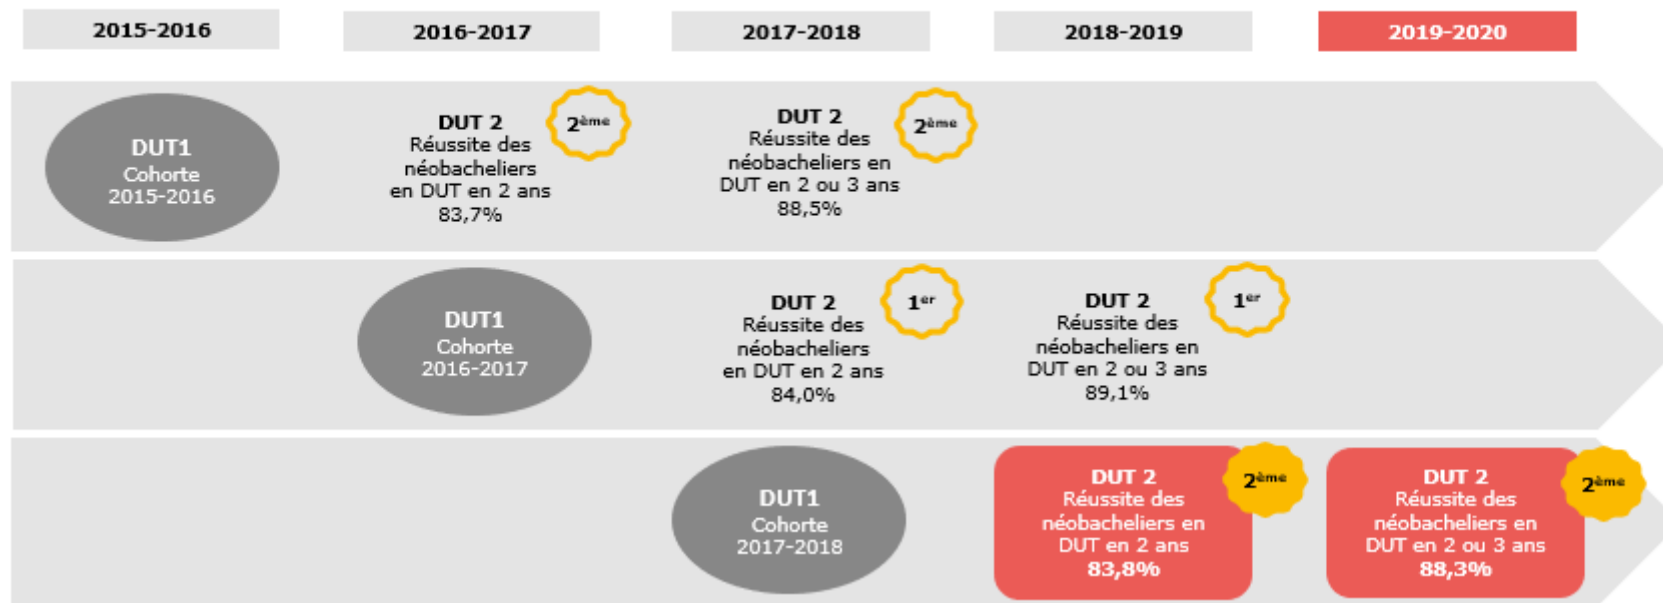 2015-2016
2016-2017
2017-2018
2018-2019
2019-2020
DUT1
Cohorte
2015-2016
DUT 2
Réussite des
néobacheliers
en DUT en 2 ans
83,7%
2ème
DUT 2
Réussite des
néobacheliers en
DUT en 2 ou 3 ans
88,5%
2ème
DUT1
Cohorte
2016-2017
DUT 2
Réussite des
néobacheliers
en DUT en 2 ans
84,0%
1er
DUT 2
Réussite des
néobacheliers en
DUT en 2 ou 3 ans
89,1%
1er
DUT1
Cohorte
2017-2018
DUT 2
Réussite des
néobacheliers en
DUT en 2 ans
83,8%
2ème
DUT 2
Réussite des
néobacheliers en
DUT en 2 ou 3 ans
88,3%
2ème